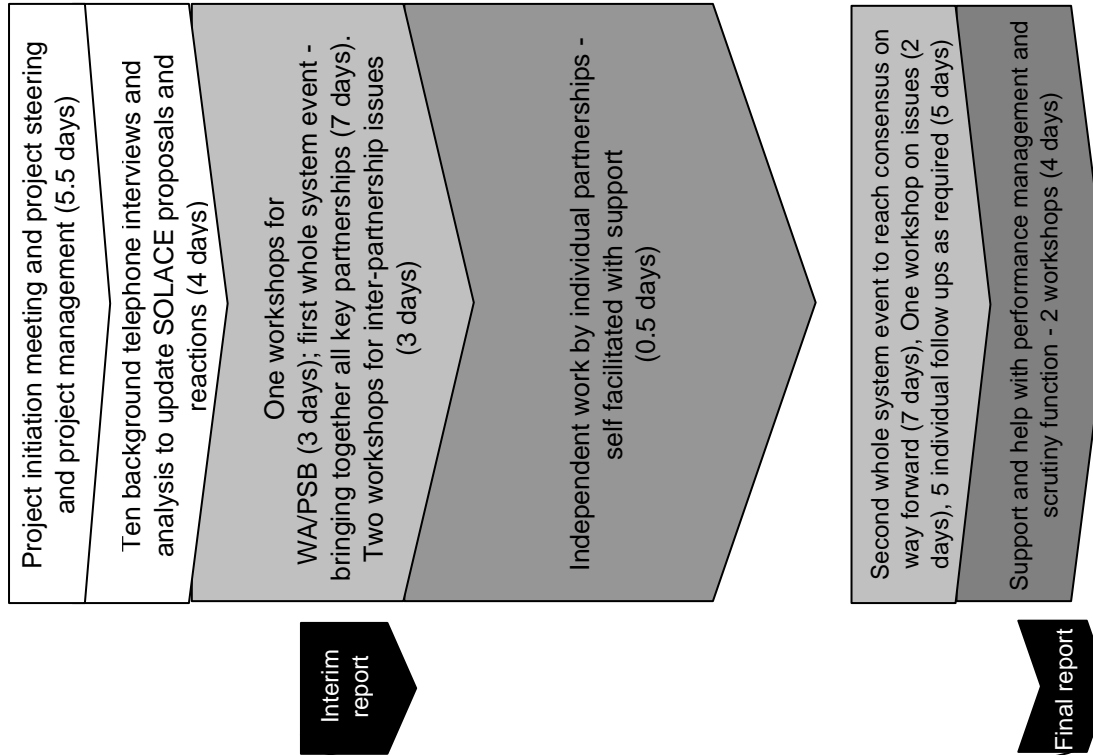 Project initiation meeting and project steering
and project management (5.5 days)
Ten background telephone interviews and
analysis to update SOLACE proposals and
reactions (4 days)
One workshops for
WA/PSB (3 days); first whole system event -
bringing together all key partnerships (7 days).
Two workshops for inter-partnership issues
(3 days)
Independent work by individual partnerships -
self facilitated with support
(0.5 days)
Second whole system event to reach consensus on
way forward (7 days), One workshop on issues (2
days), 5 individual follow ups as required (5 days)
Support and help with performance management and
scrutiny function - 2 workshops (4 days)
Interim
report
Final report